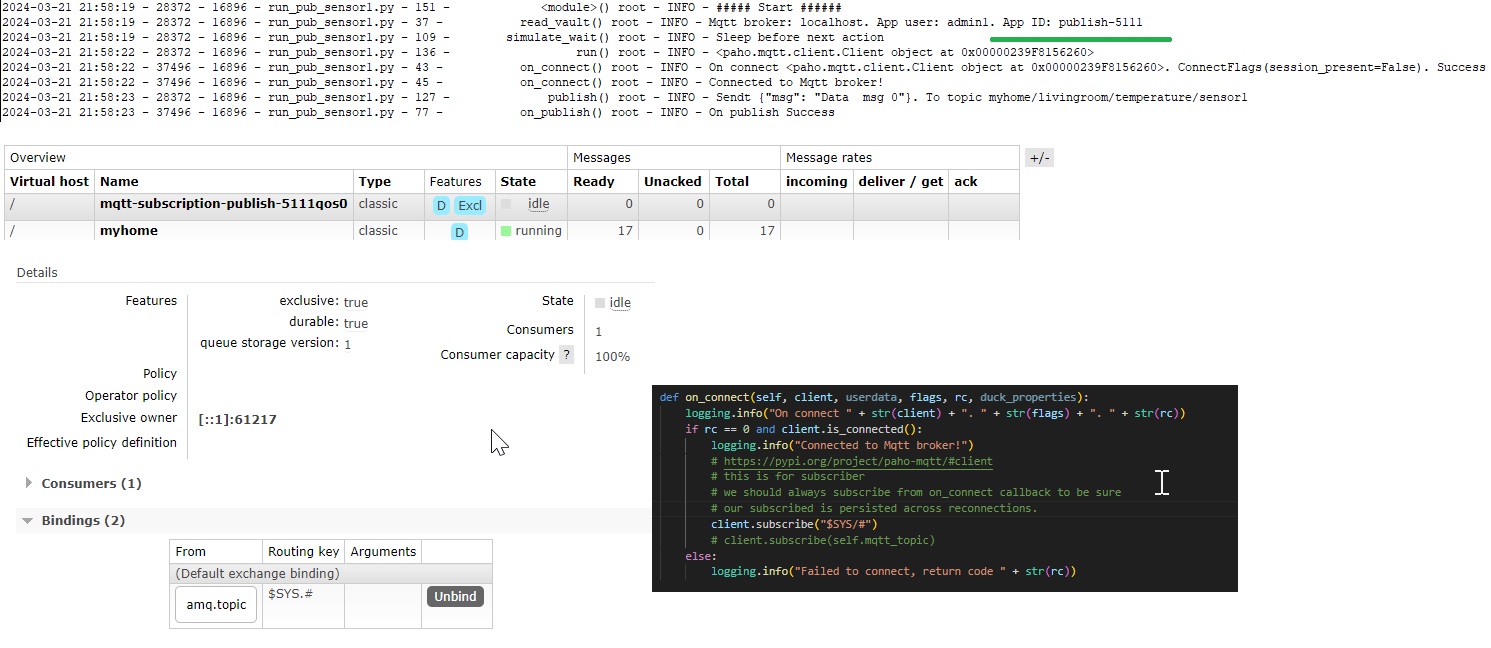 2024-03-21 21:58:19 - 28372 - 16896 - run_pub_sensor1.py - 151 - <module>() root - INFO - ##### Start ######
2024-03-21 21:58:19 - 28372 - 16896 - run_pub_sensor1.py - 37 - read_vault() root - INFO - Mqtt broker: localhost. App user: admin1. App ID: publish-5111
2024-03-21 21:58:19 - 28372 - 16896 - run_pub_sensor1.py - 109 - simulate_wait() root - INFO - Sleep before next action
2024-03-21 21:58:22 - 28372 - 16896 - run_pub_sensor1.py - 136 - run() root - INFO - <paho.mqtt.client.Client object at 0x00000239F8156260>
2024-03-21 21:58:22 - 37496 - 16896 - run_pub_sensor1.py - 43 - on_connect() root - INFO - On connect <paho.mqtt.client.Client object at 0x00000239F8156260>. ConnectFlags(session_present=False). Success
2024-03-21 21:58:22 - 37496 - 16896 - run_pub_sensor1.py - 45 - on_connect() root - INFO - Connected to Mqtt broker!
2024-03-21 21:58:23 - 28372 - 16896 - run_pub_sensor1.py - 127 - publish() root - INFO - Sendt {"msg": "Data  msg 0"}. To topic myhome/livingroom/temperature/sensor1
2024-03-21 21:58:23 - 37496 - 16896 - run_pub_sensor1.py - 77 - on_publish() root - INFO - On publish Success
Overview Messages Message rates +/-
Virtual host Name Type Features State Ready Unacked Total incoming deliver / get ack
/ mqtt-subscription-publish-5111qos0 classic D Excl idle 0 0 0
/ myhome classic D running 17 0 17
Details
Features exclusive: true State idle
durable: true Consumers 1
queue storage version: 1 Consumer capacity ? 100%
Policy
Operator policy
Exclusive owner [::1]:61217
Effective policy definition
Consumers (1)
Bindings (2)
From Routing key Arguments
(Default exchange binding)
amq.topic $SYS.# Unbind
def on_connect(self, client, userdata, flags, rc, duck_properties):
logging.info("On connect " + str(client) + ". " + str(flags) + ". " + str(rc))
if rc == 0 and client.is_connected():
logging.info("Connected to Mqtt broker!")
# https://pypi.org/project/paho-mqtt/#client
# this is for subscriber
# we should always subscribe from on_connect callback to be sure
# our subscribed is persisted across reconnections.
client.subscribe("$SYS/#")
# client.subscribe(self.mqtt_topic)
else:
logging.info("Failed to connect, return code " + str(rc))